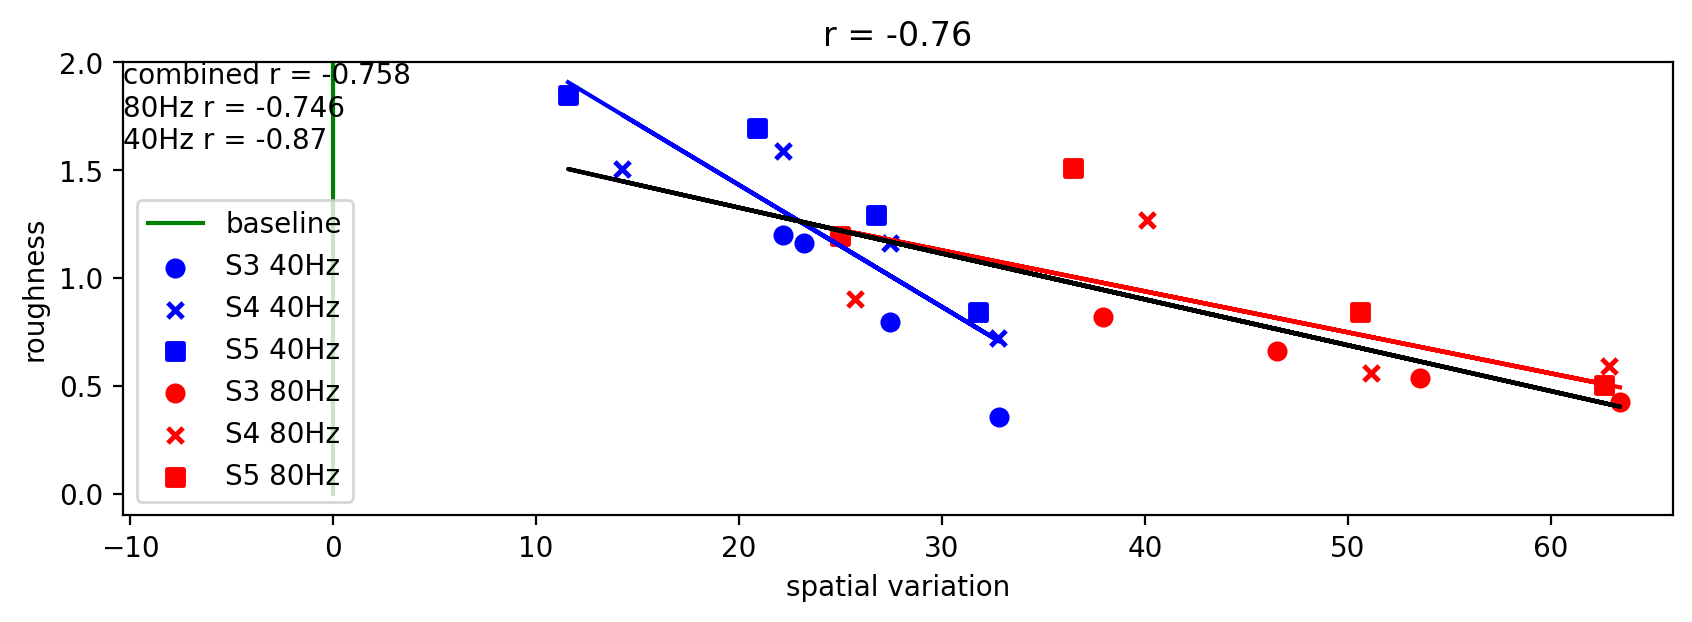 r = -0.76
combined r = -0.758
80Hz r = -0.746
40Hz r = -0.87
2.0
1.5
1.0
0.5
0.0
roughness
baseline
S3 40Hz
S4 40Hz
S5 40Hz
S3 80Hz
S4 80Hz
S5 80Hz
−10 0 10 20 30 40 50 60
spatial variation